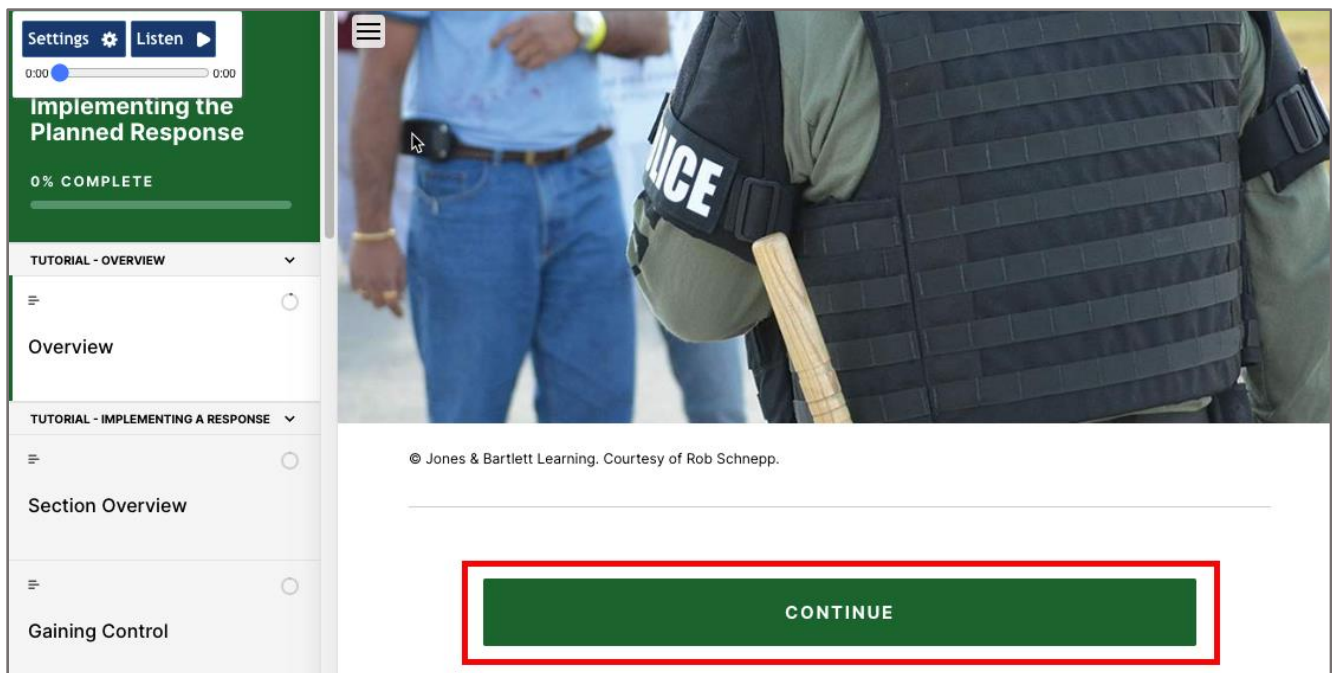 Settings Listen
0:00 0:00
Implementing the
Planned Response
0% COMPLETE
TUTORIAL - OVERVIEW
Overview
TUTORIAL - IMPLEMENTING A RESPONSE
Section Overview
Gaining Control
LICE
© Jones & Bartlett Learning. Courtesy of Rob Schnepp.
CONTINUE